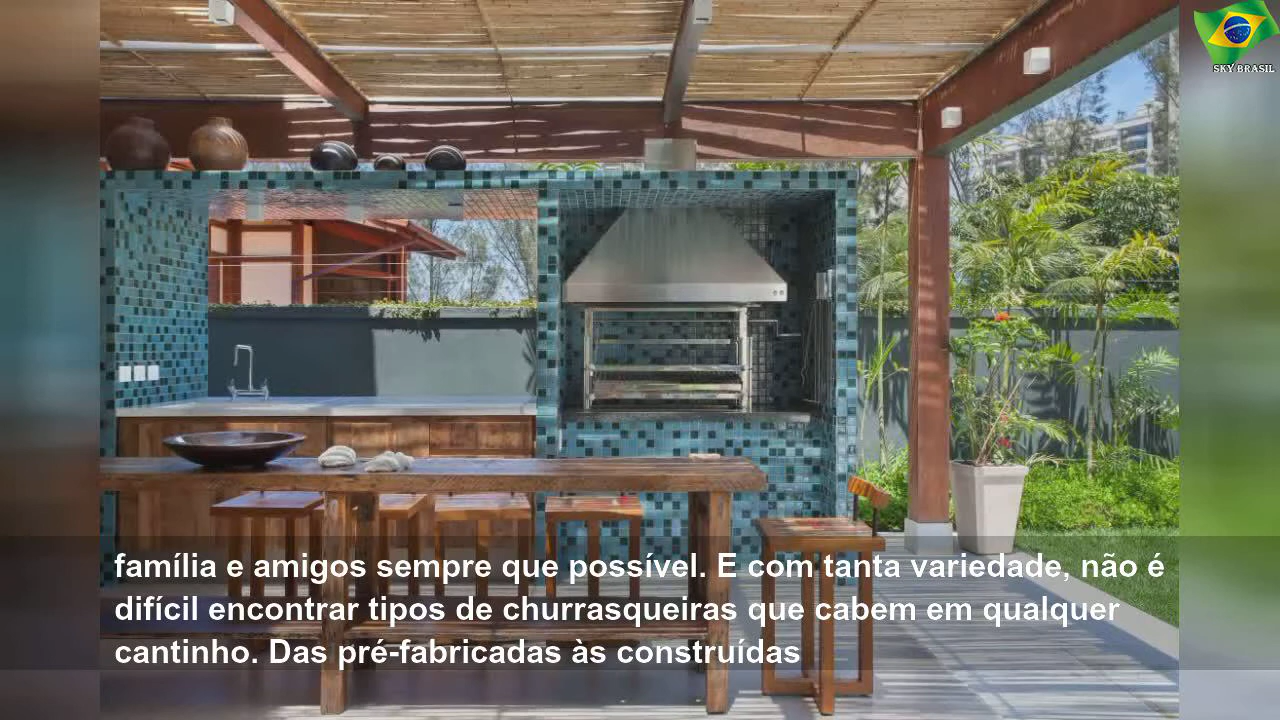 SKY BRASIL
família e amigos sempre que possível. E com tanta variedade, não é
difícil encontrar tipos de churrasqueiras que cabem em qualquer
cantinho. Das pré-fabricadas às construídas